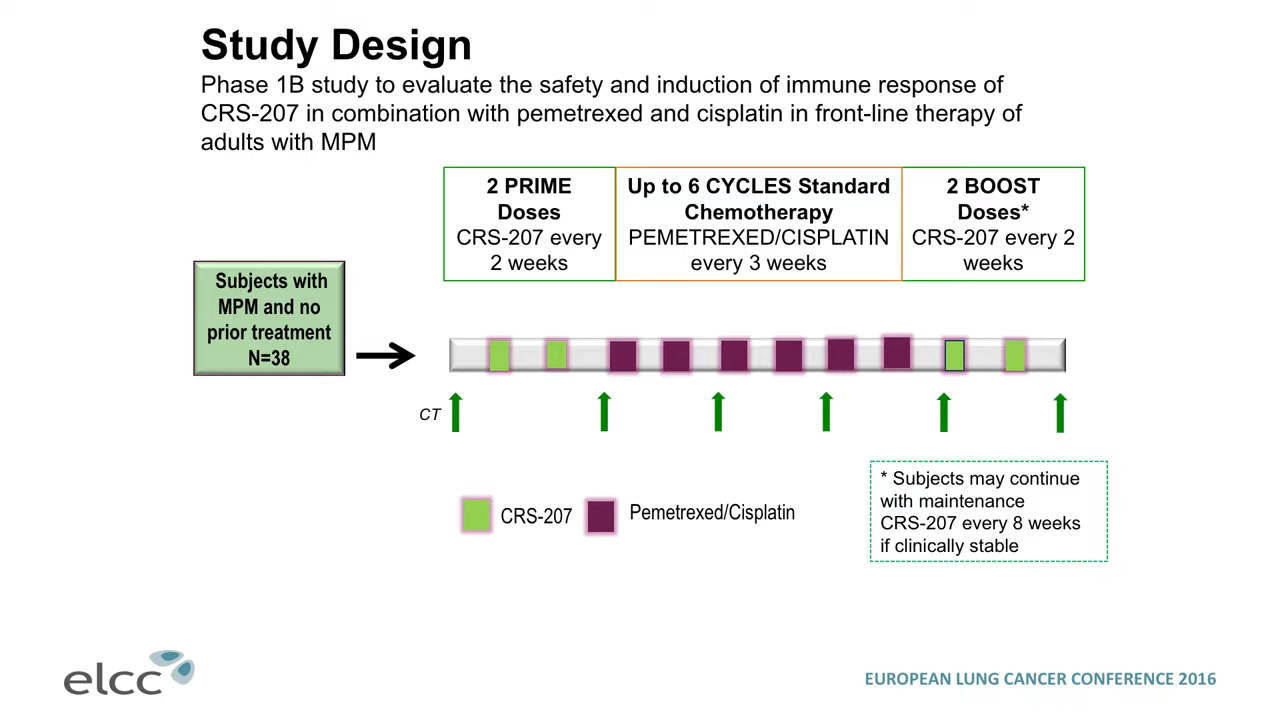 Study Design
Phase 1B study to evaluate the safety and induction of immune response of
CRS-207 in combination with pemetrexed and cisplatin in front-line therapy of
adults with MPM
2 PRIME
Doses
CRS-207 every
2 weeks
Up to 6 CYCLES Standard
Chemotherapy
PEMETREXED/CISPLATIN
every 3 weeks
2 BOOST
Doses*
CRS-207 every 2
weeks
Subjects with
MPM and no
prior treatment
N=38
CT
CRS-207
Pemetrexed/Cisplatin
* Subjects may continue
with maintenance
CRS-207 every 8 weeks
if clinically stable
elcc
EUROPEAN LUNG CANCER CONFERENCE 2016